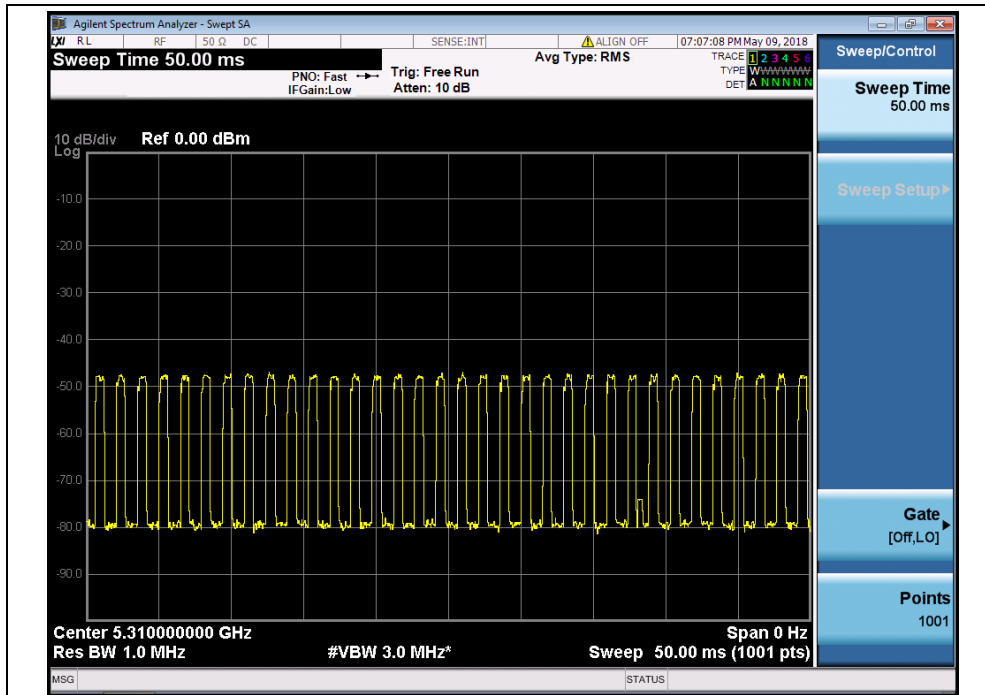 Agilent Spectrum Analyzer - Swept SA
LXI RL RF 50 Ω DC SENSE:INT ALIGN OFF 07:07:08 PM May 09, 2018
Sweep Time 50.00 ms
PNO: Fast
IFGain:Low
Trig: Free Run
Atten: 10 dB
Avg Type: RMS
TRACE 1 2 3 4 5 6
TYPE WWWWWW
DET A N N N N N
10 dB/div
Log
Ref 0.00 dBm
-10.0
-20.0
-30.0
-40.0
-50.0
-60.0
-70.0
-80.0
-90.0
Center 5.310000000 GHz
Span 0 Hz
Res BW 1.0 MHz
#VBW 3.0 MHz*
Sweep 50.00 ms (1001 pts)
MSG
STATUS
Sweep/Control
Sweep Time
50.00 ms
Sweep Setup
Gate
[Off,LO]
Points
1001